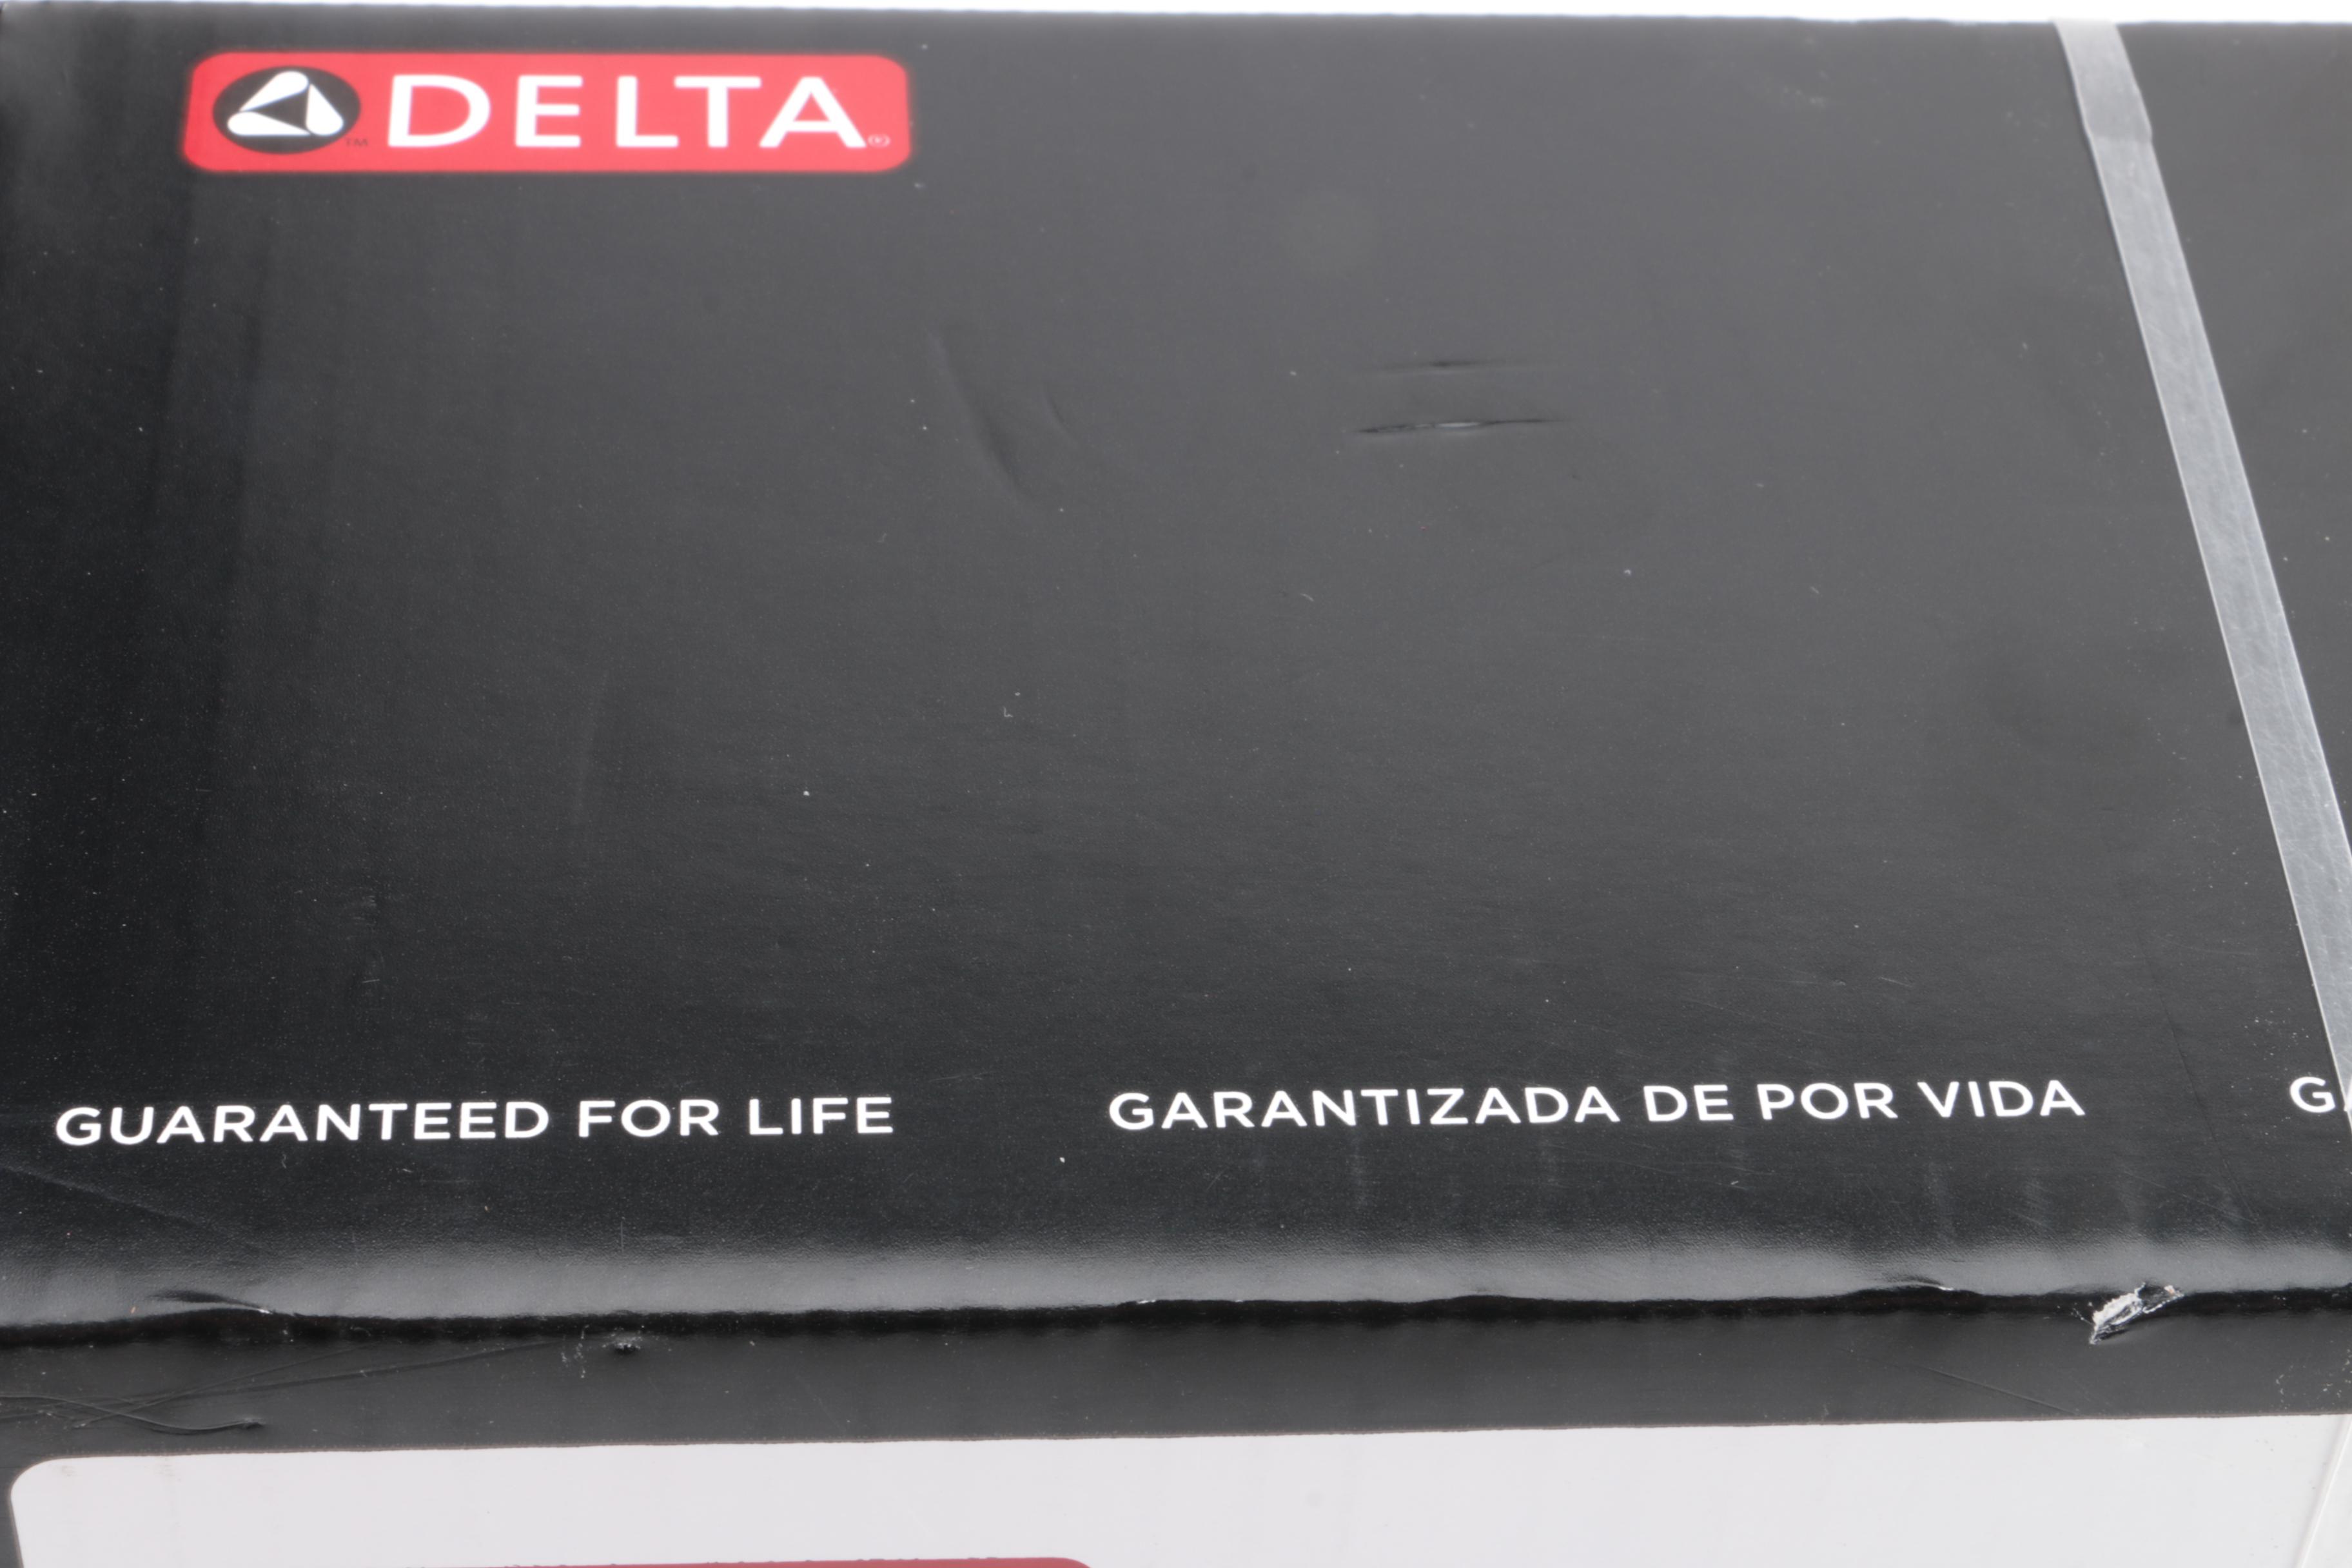 DELTA
GUARANTEED FOR LIFE
GARANTIZADA DE POR VIDA